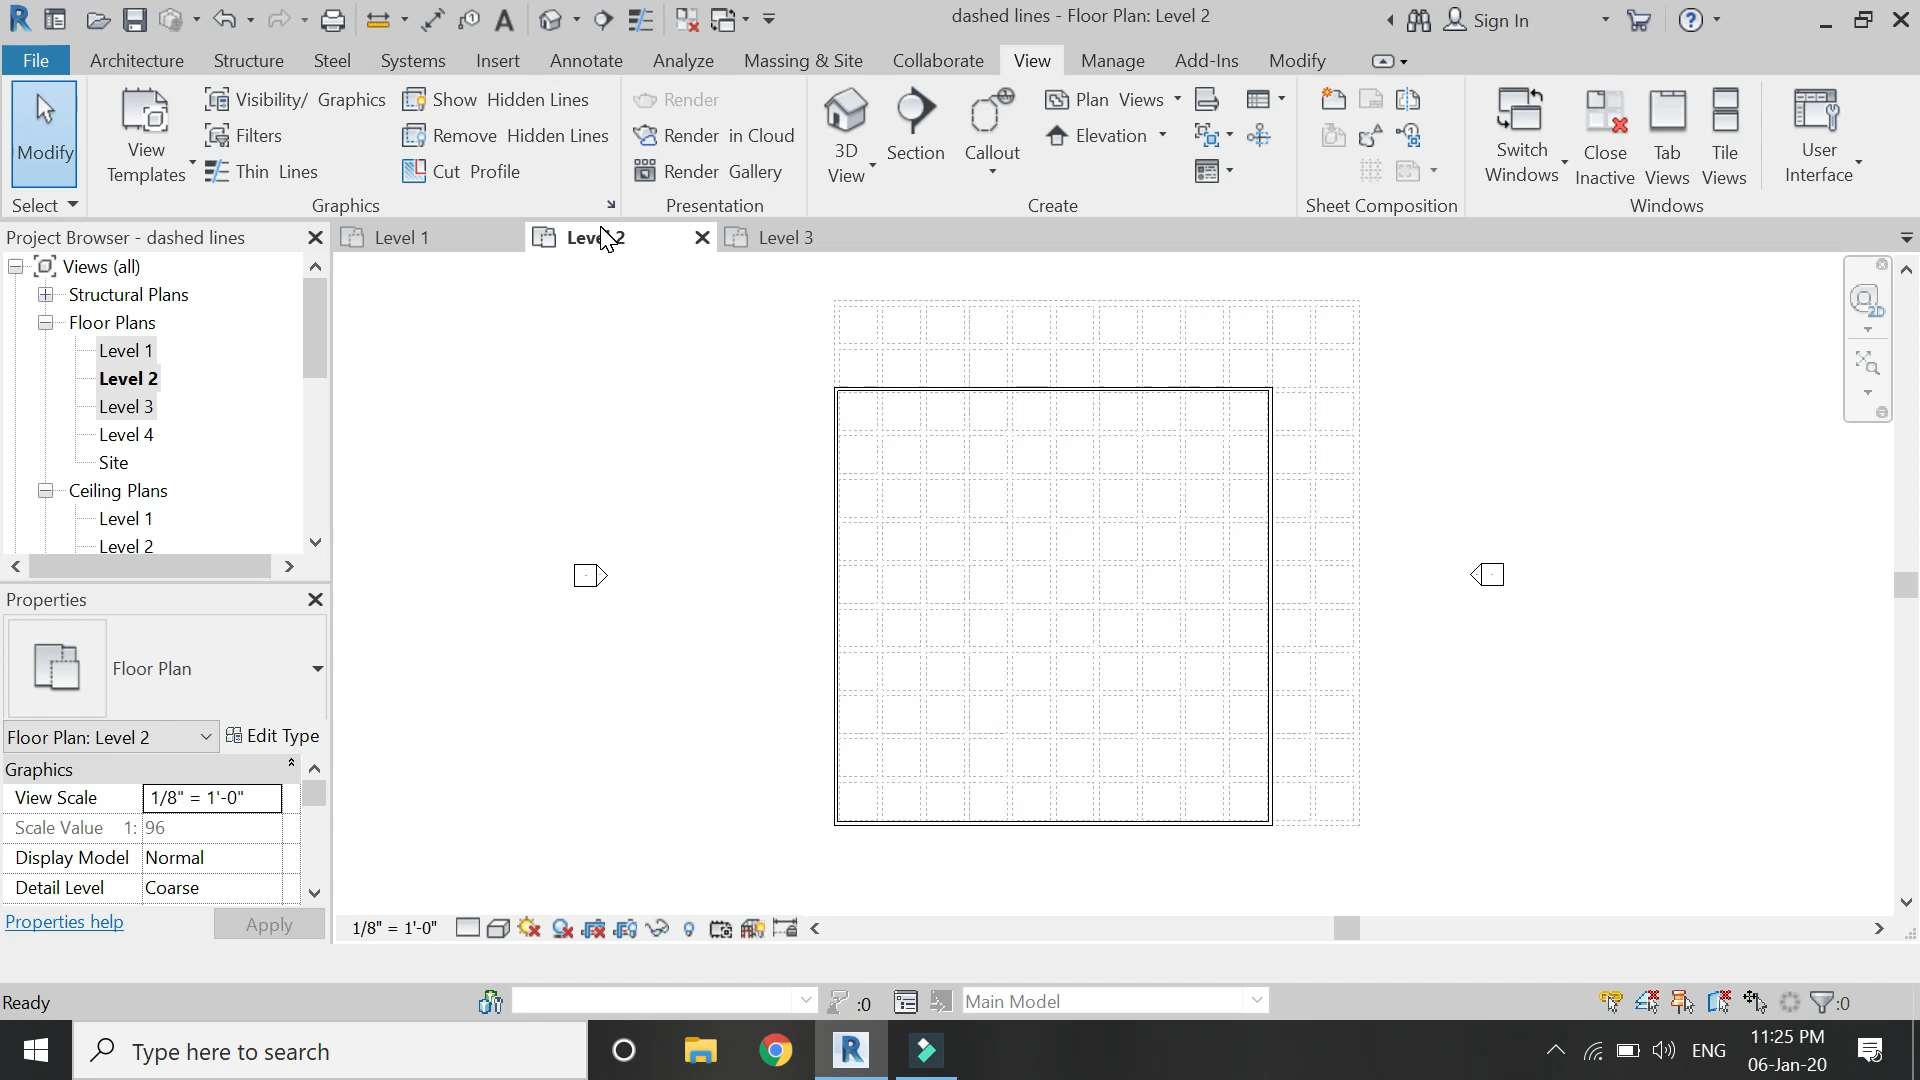 dashed lines - Floor Plan: Level 2
Sign In
File Architecture Structure Steel Systems Insert Annotate Analyze Massing & Site Collaborate View Manage Add-Ins Modify
Modify
Select
View
Templates
Visibility/ Graphics
Filters
Thin Lines
Show Hidden Lines
Remove Hidden Lines
Cut Profile
Graphics
Render
Render in Cloud
Render Gallery
Presentation
3D
View
Section
Callout
Plan Views
Elevation
Create
Sheet Composition
Switch
Windows
Close
Inactive
Tab
Views
Tile
Views
User
Interface
Windows
Project Browser - dashed lines
Level 1
Level 2
Level 3
Views (all)
Structural Plans
Floor Plans
Level 1
Level 2
Level 3
Level 4
Site
Ceiling Plans
Level 1
Level 2
Properties
Floor Plan
Floor Plan: Level 2
Edit Type
Graphics
View Scale 1/8" = 1'-0"
Scale Value 1: 96
Display Model Normal
Detail Level Coarse
Properties help
Apply
1/8" = 1'-0"
2D
Ready
:0
Main Model
:0
Type here to search
ENG
11:25 PM
06-Jan-20